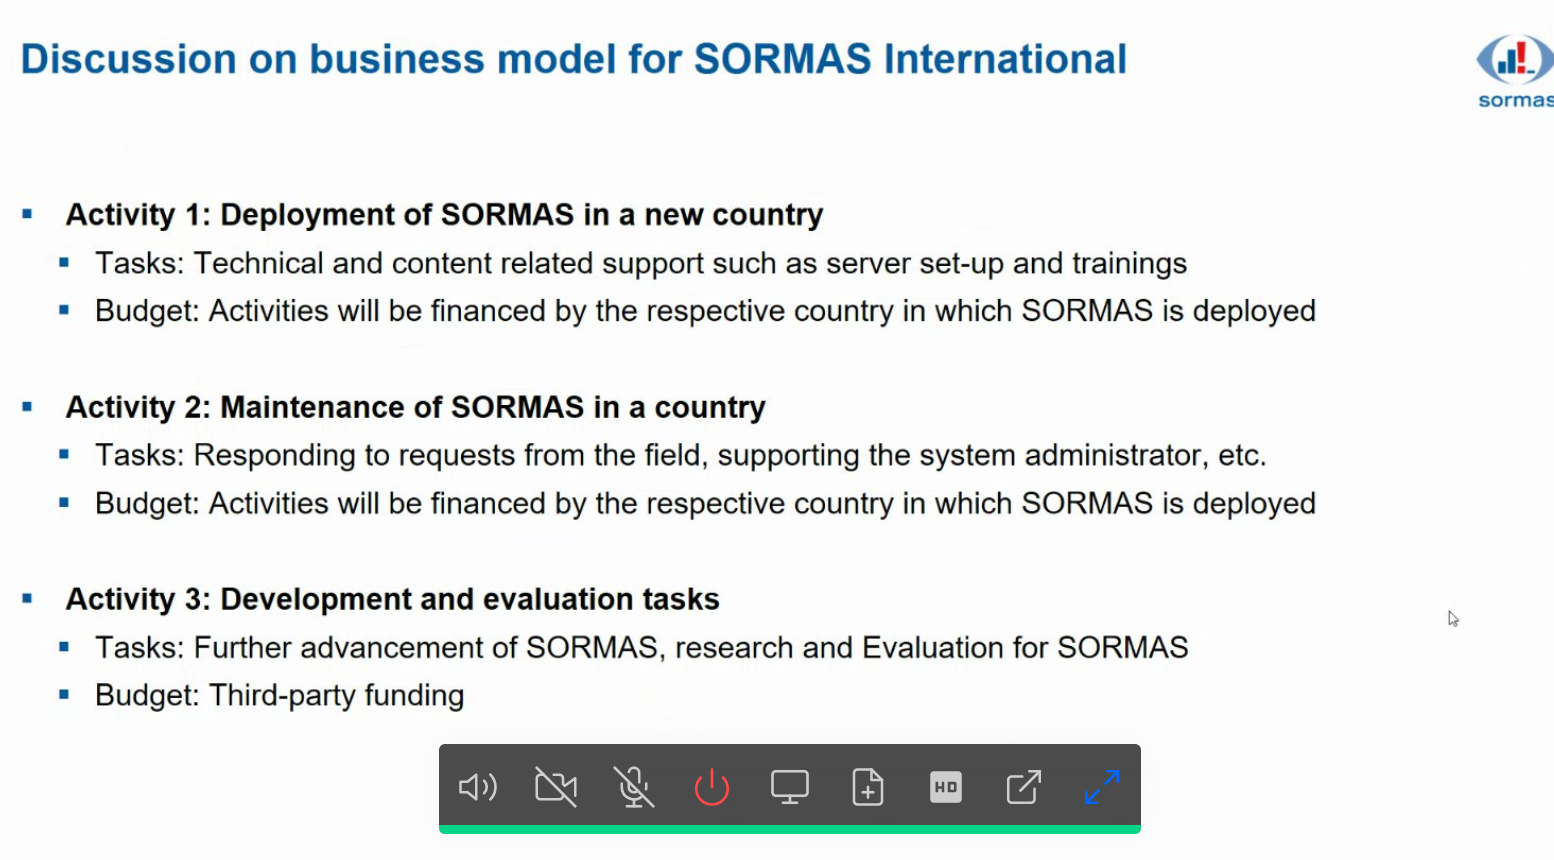 Discussion on business model for SORMAS International
sormas
Activity 1: Deployment of SORMAS in a new country
Tasks: Technical and content related support such as server set-up and trainings
Budget: Activities will be financed by the respective country in which SORMAS is deployed
Activity 2: Maintenance of SORMAS in a country
Tasks: Responding to requests from the field, supporting the system administrator, etc.
Budget: Activities will be financed by the respective country in which SORMAS is deployed
Activity 3: Development and evaluation tasks
Tasks: Further advancement of SORMAS, research and Evaluation for SORMAS
Budget: Third-party funding
HD